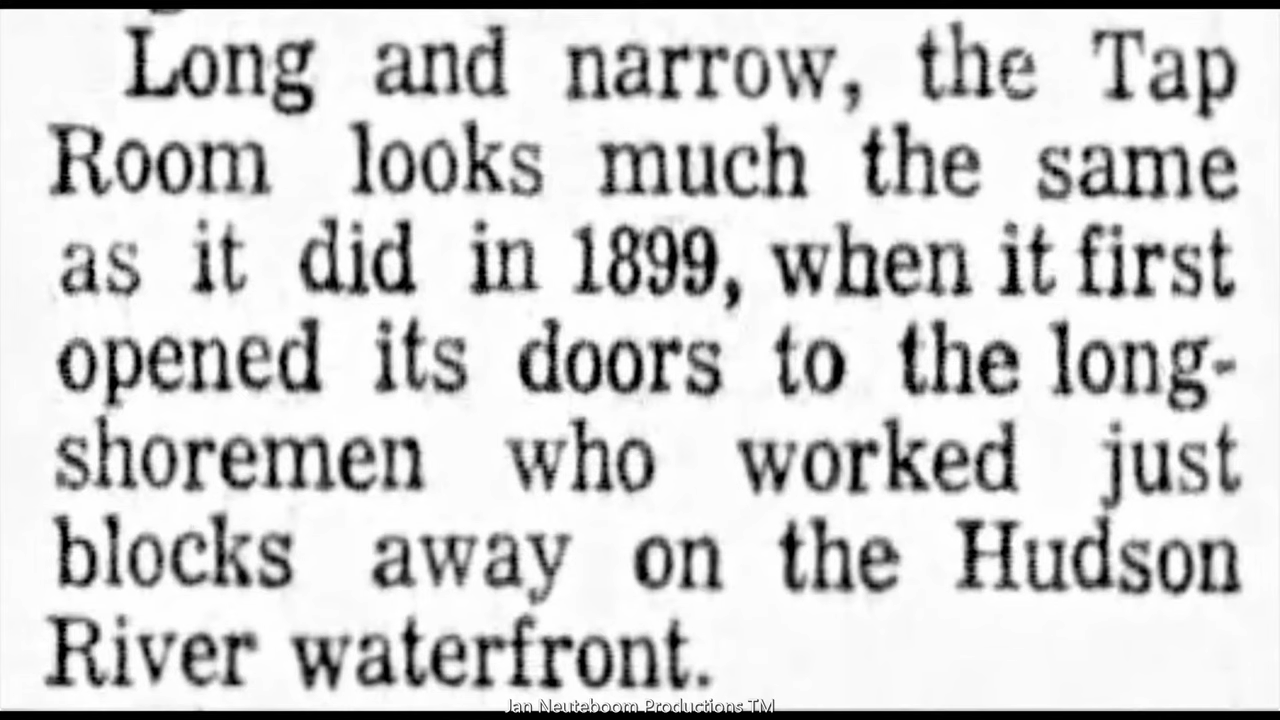 Long and narrow, the Tap
Room looks much the same
as it did in 1899, when it first
opened its doors to the long-
shoremen who worked just
blocks away on the Hudson
River waterfront.
Jan Neuteboom Productions TM